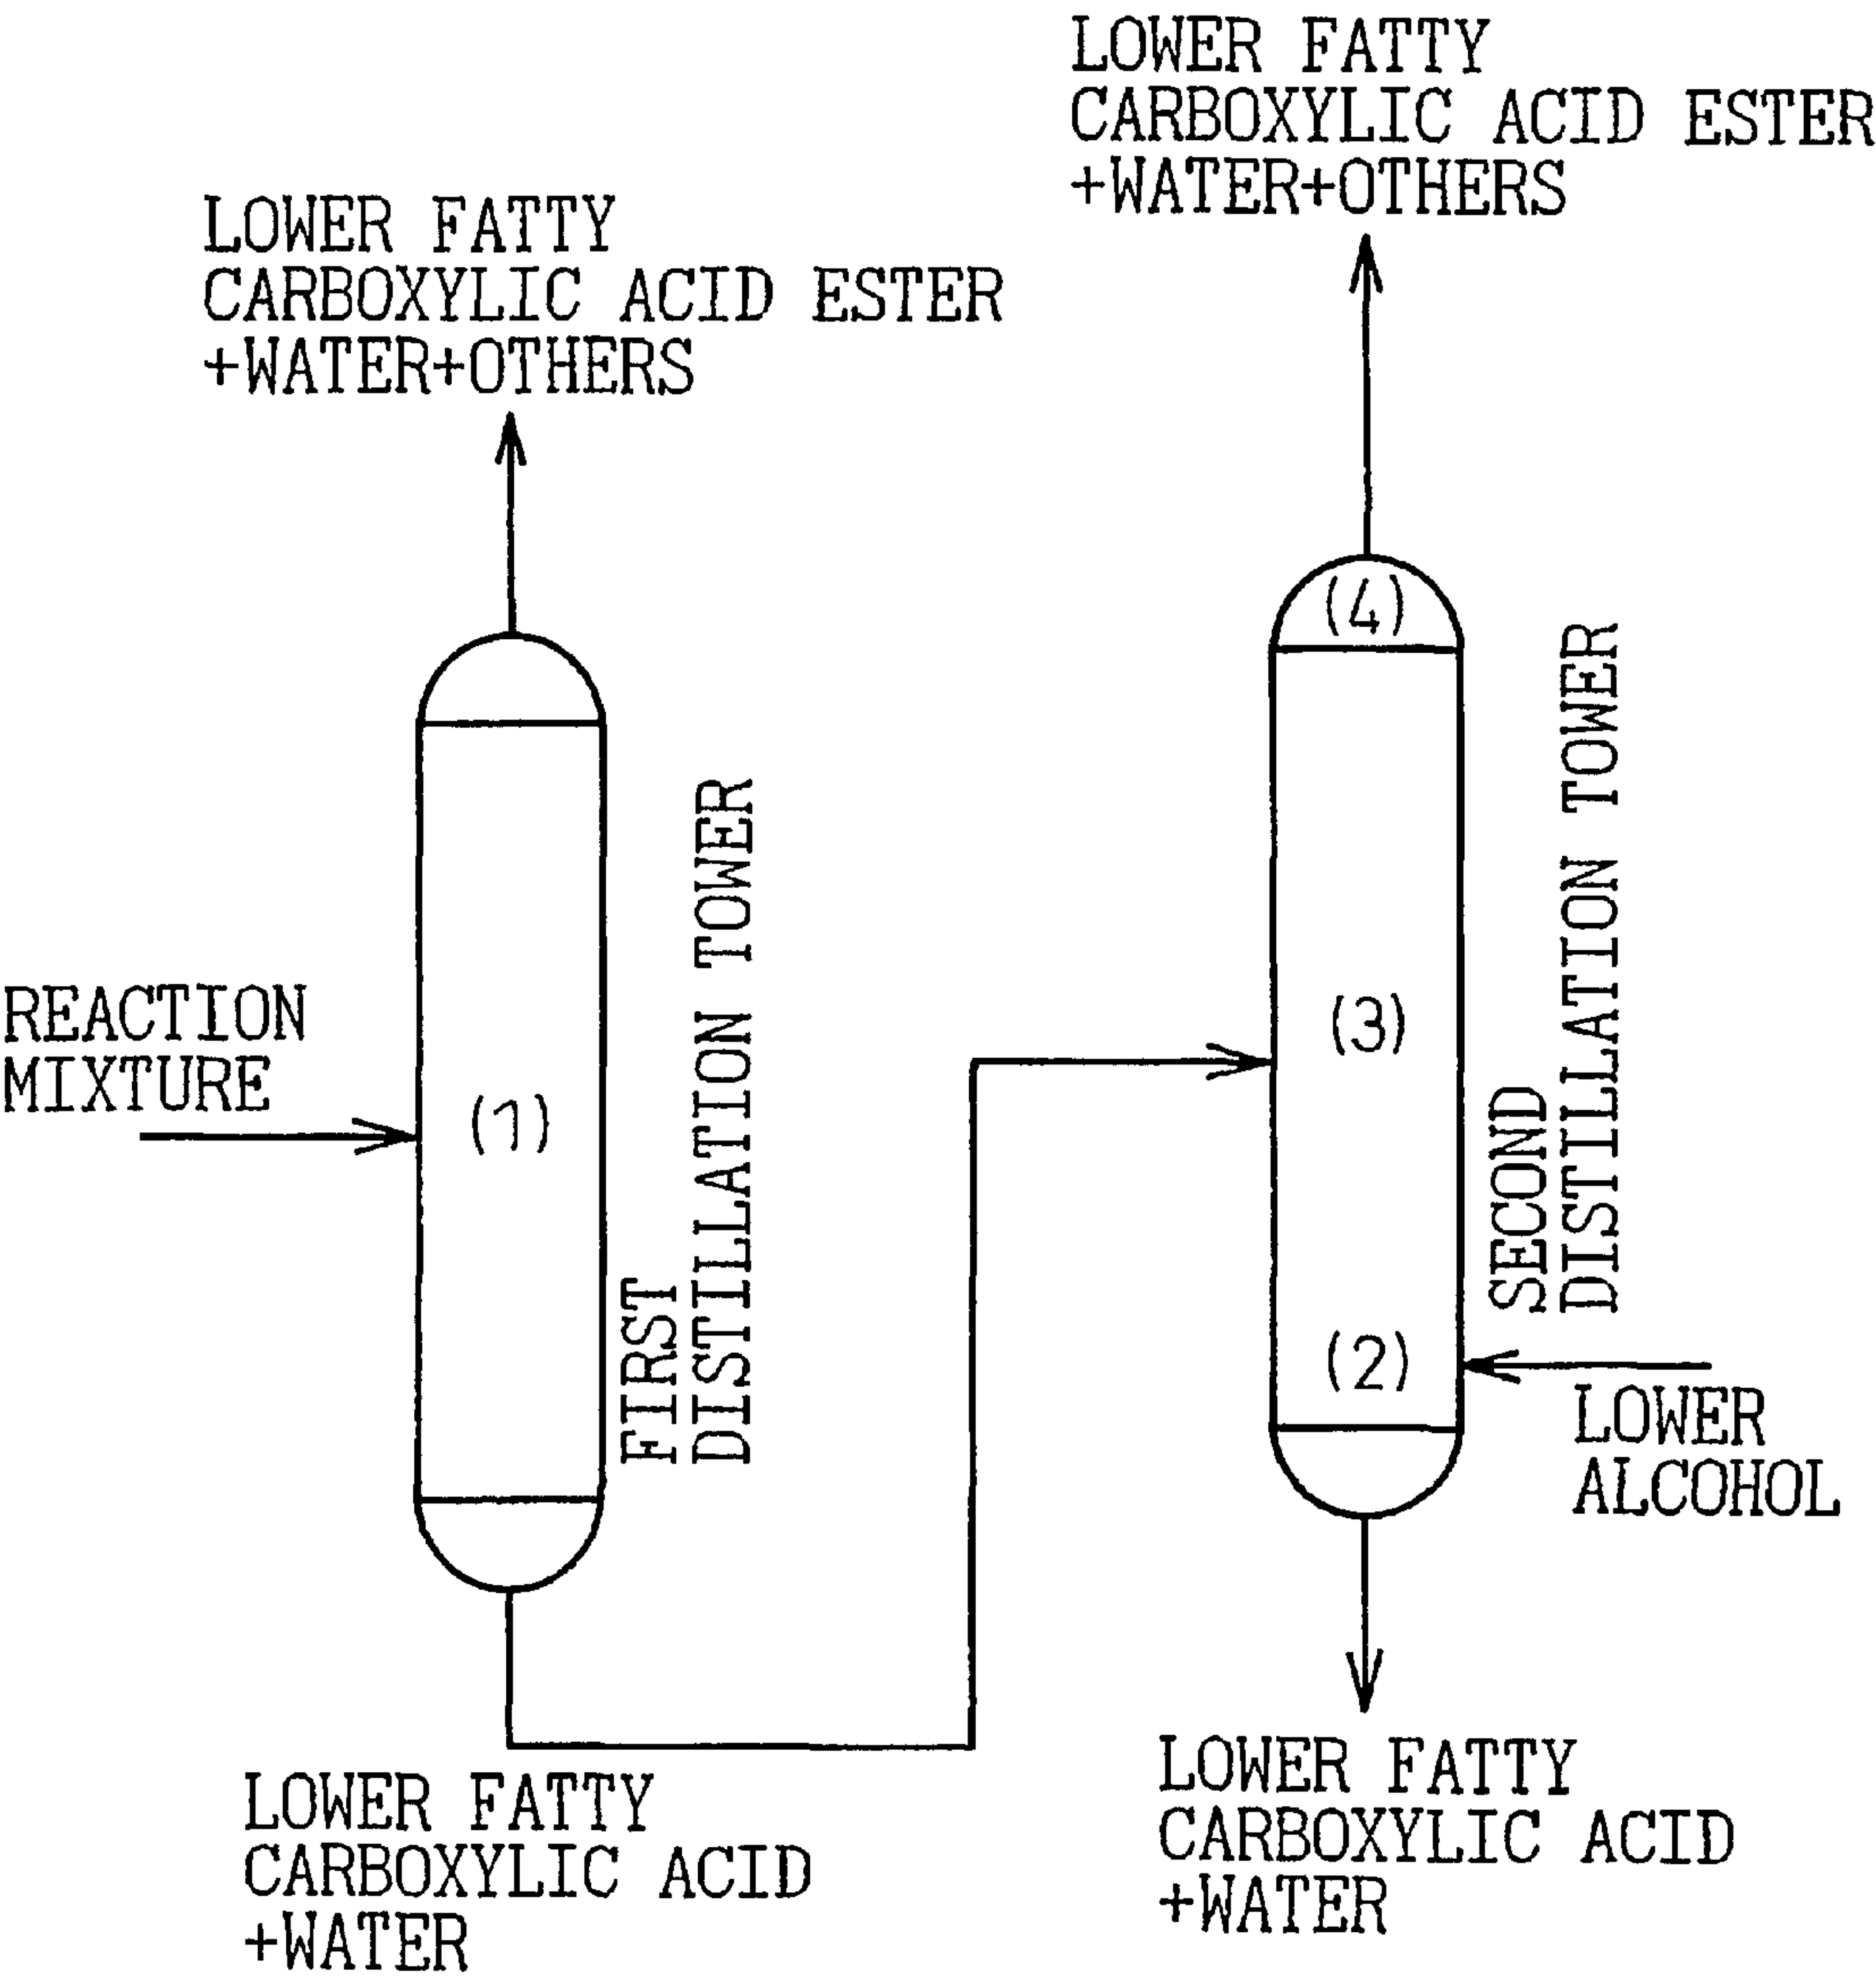 LOWER FATTY
CARBOXYLIC ACID ESTER
+WATER+OTHERS
LOWER FATTY
CARBOXYLIC ACID ESTER
+WATER+OTHERS
REACTION
MIXTURE
(1)
FIRST
DISTILLATION TOWER
(4)
(3)
(2)
SECOND
DISTILLATION TOWER
LOWER
ALCOHOL
LOWER FATTY
CARBOXYLIC ACID
+WATER
LOWER FATTY
CARBOXYLIC ACID
+WATER